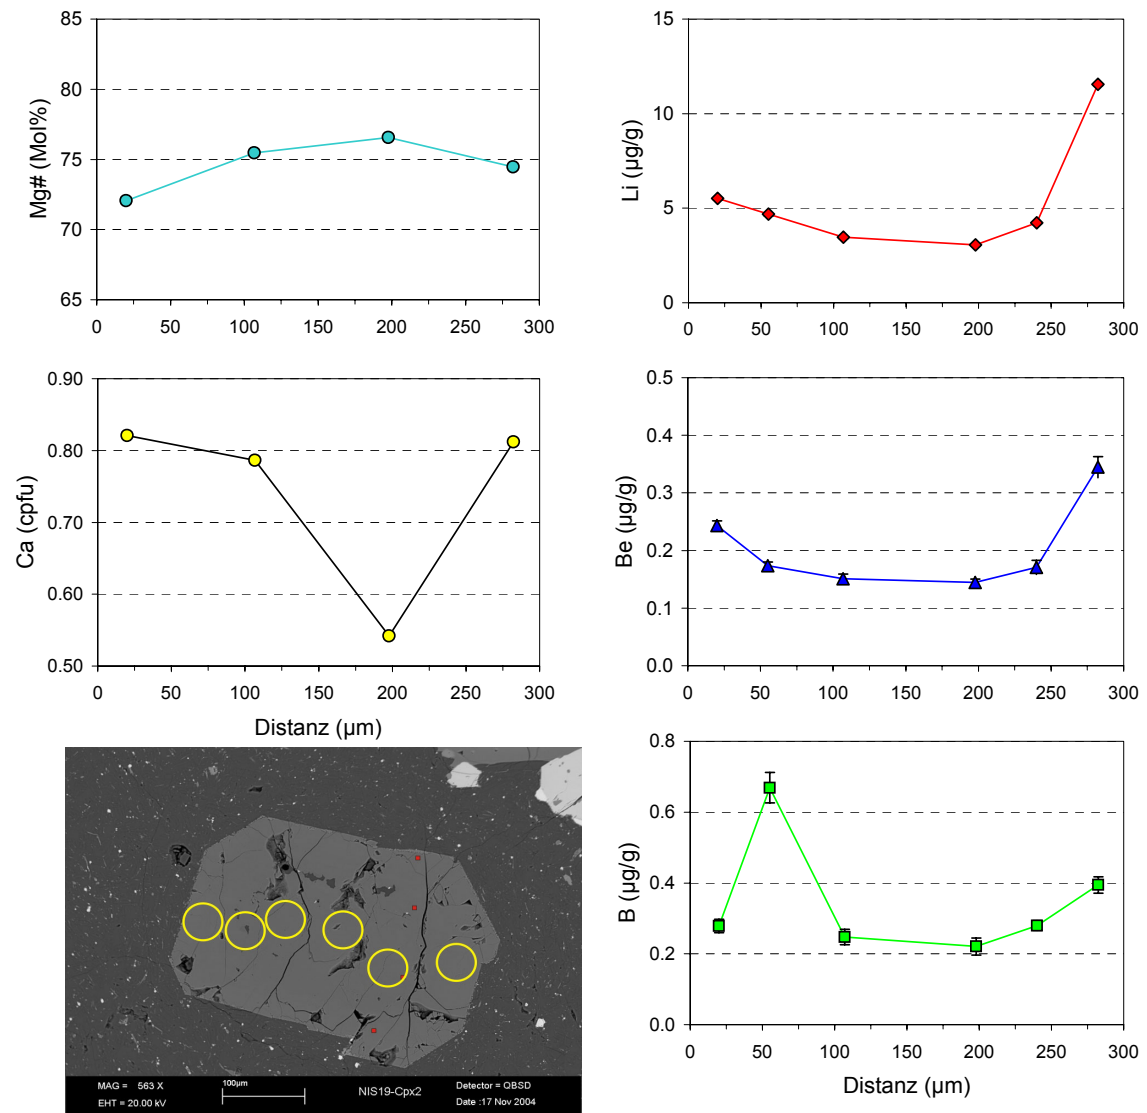 85
80
75
70
65
Mg# (Mol%)
0 50 100 150 200 250 300
15
10
5
0
Li (µg/g)
0 50 100 150 200 250 300
0.90
0.80
0.70
0.60
0.50
Ca (cpfu)
0 50 100 150 200 250 300
Distanz (µm)
0.5
0.4
0.3
0.2
0.1
0.0
Be (µg/g)
0 50 100 150 200 250 300
MAG = 563 X
EHT = 20.00 kV
100µm
NIS19-Cpx2
Detector = QBSD
Date :17 Nov 2004
0.8
0.6
0.4
0.2
0.0
B (µg/g)
0 50 100 150 200 250 300
Distanz (µm)